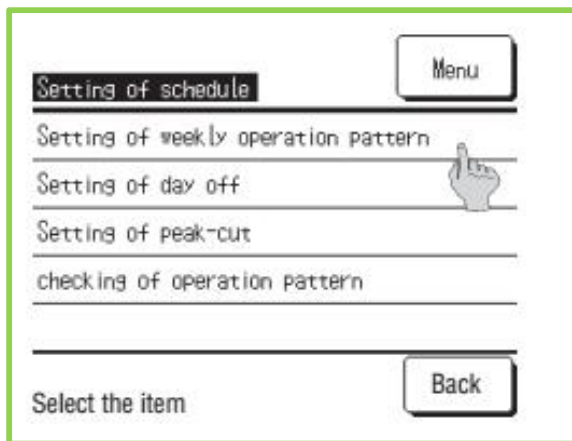 Menu
Setting of schedule
Setting of weekly operation pattern
Setting of day off
Setting of peak-cut
checking of operation pattern
Back
Select the item